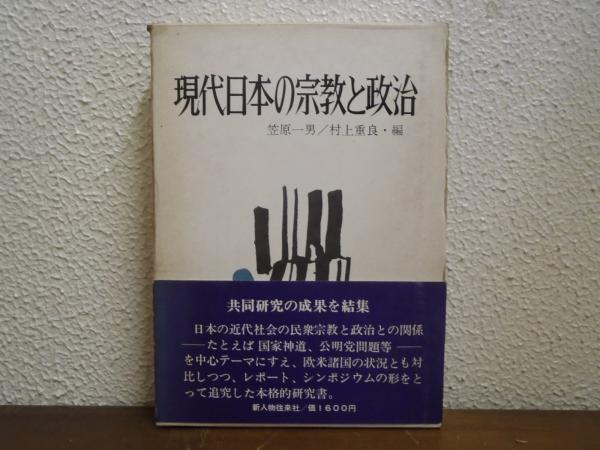 現代日本の宗教と政治
笠原一男／村上重良・編
共同研究の成果を結集
日本の近代社会の民衆宗教と政治との関係
──たとえば 国家神道、公明党問題等──
を中心テーマにすえ、欧米諸国の状況とも対
比しつつ、レポート、シンポジウムの形をと
って追究した本格的研究書。
新人物往来社／価1600円